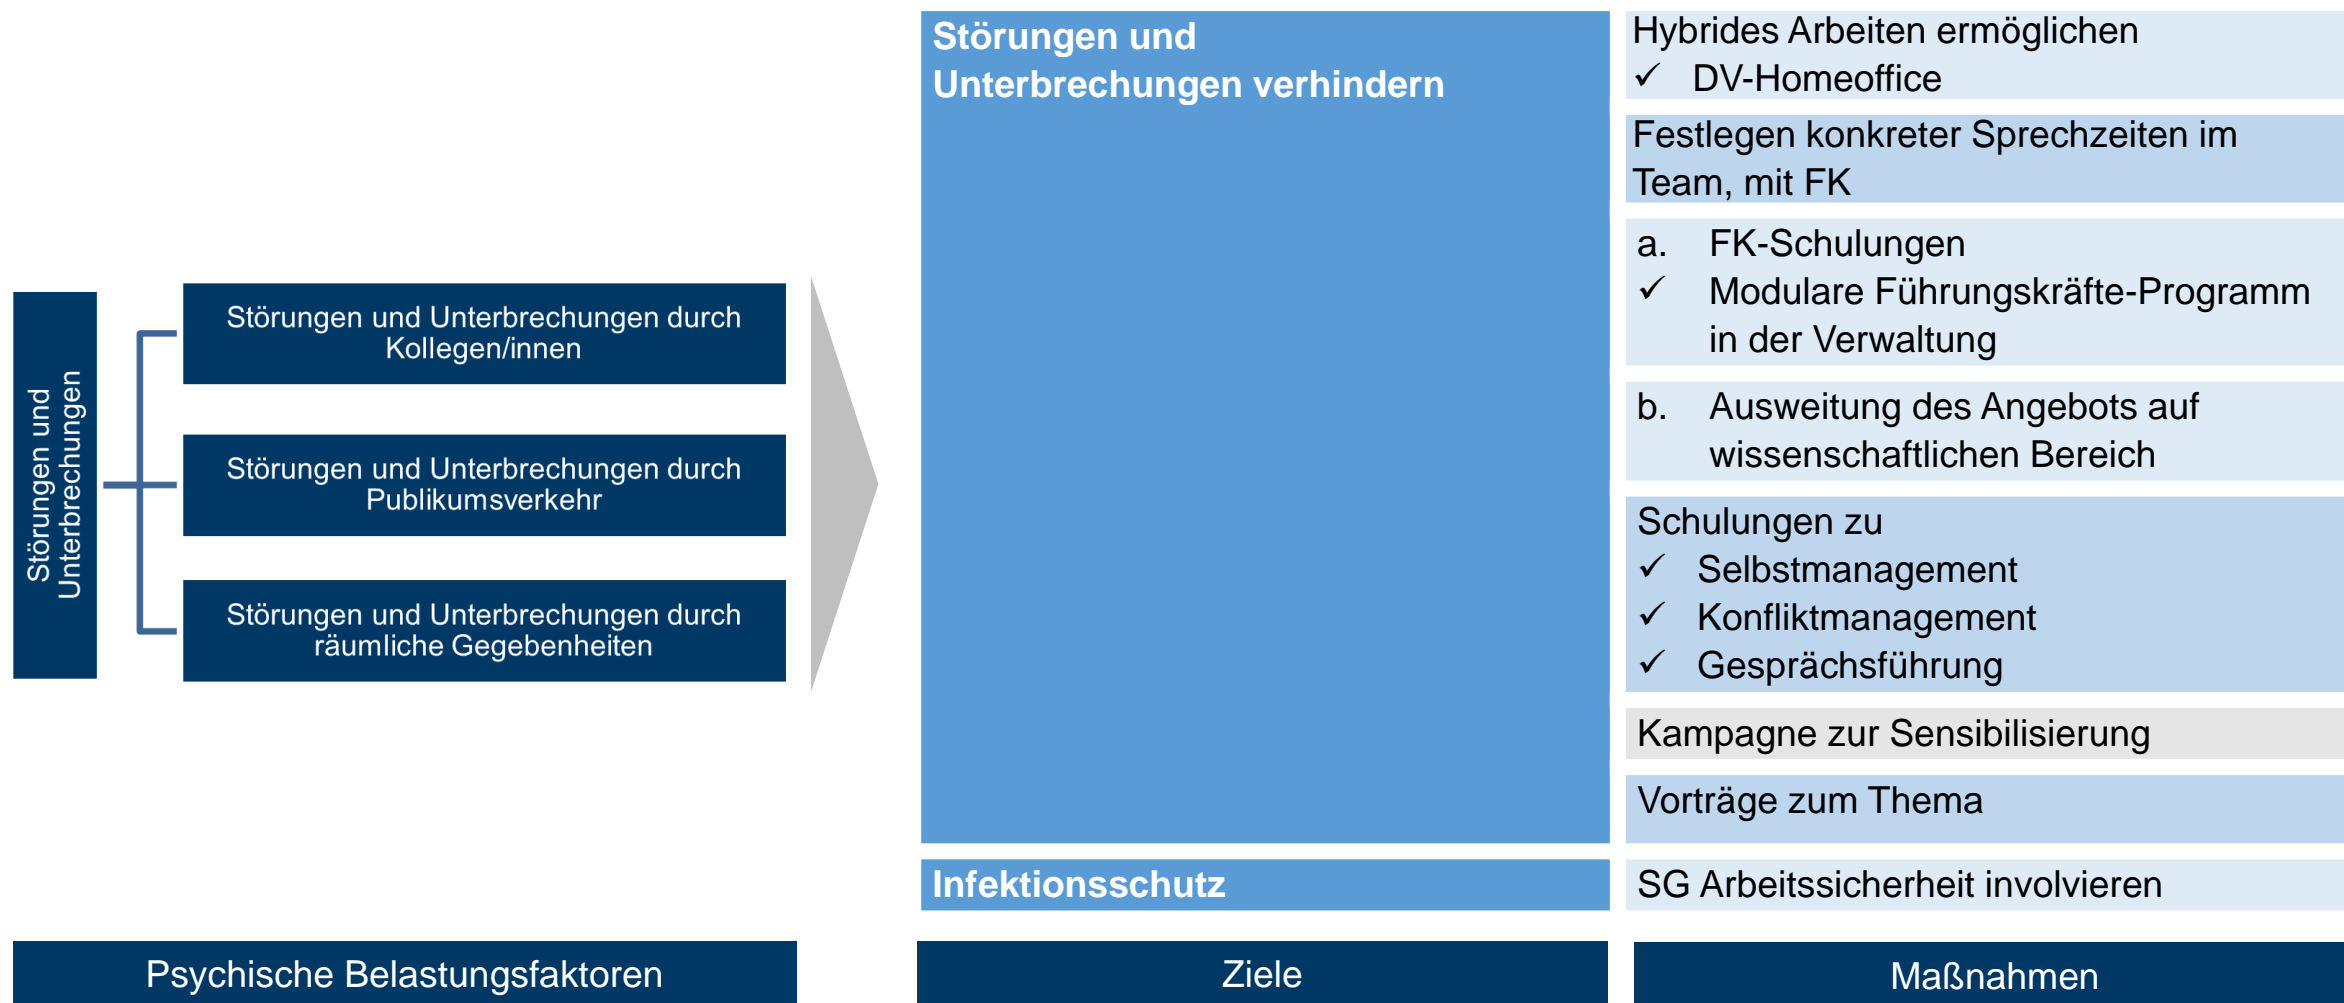 Störungen und
Unterbrechungen
Störungen und Unterbrechungen durch
Kollegen/innen
Störungen und Unterbrechungen durch
Publikumsverkehr
Störungen und Unterbrechungen durch
räumliche Gegebenheiten
Psychische Belastungsfaktoren
Störungen und
Unterbrechungen verhindern
Infektionsschutz
Ziele
Hybrides Arbeiten ermöglichen
✓ DV-Homeoffice
Festlegen konkreter Sprechzeiten im
Team, mit FK
a. FK-Schulungen
✓ Modulare Führungskräfte-Programm
in der Verwaltung
b. Ausweitung des Angebots auf
wissenschaftlichen Bereich
Schulungen zu
✓ Selbstmanagement
✓ Konfliktmanagement
✓ Gesprächsführung
Kampagne zur Sensibilisierung
Vorträge zum Thema
SG Arbeitssicherheit involvieren
Maßnahmen